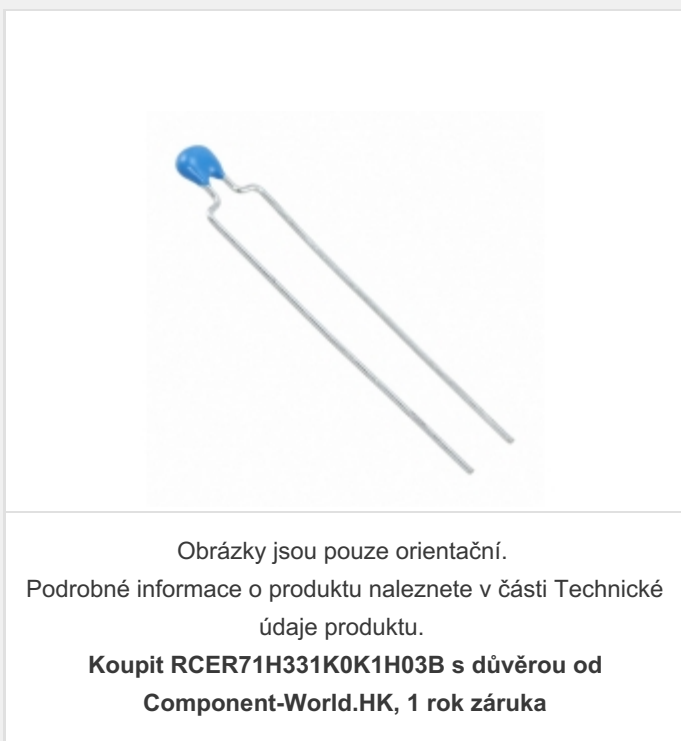 Obrázky jsou pouze orientační.
Podrobné informace o produktu naleznete v části Technické
údaje produktu.
Koupit RCER71H331K0K1H03B s důvěrou od
Component-World.HK, 1 rok záruka